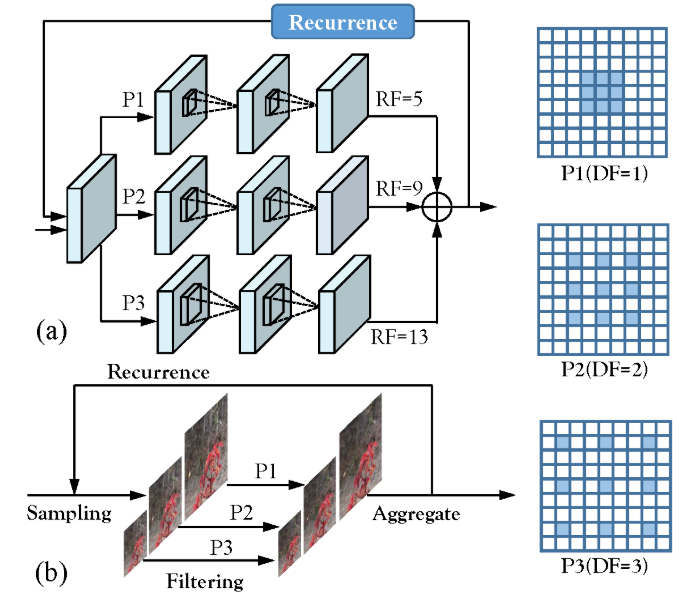 Recurrence
P1
RF=5
P2
RF=9
P3
RF=13
(a)
P1(DF=1)
P2(DF=2)
P3(DF=3)
Recurrence
Sampling
P1
P2
P3
Filtering
Aggregate
(b)